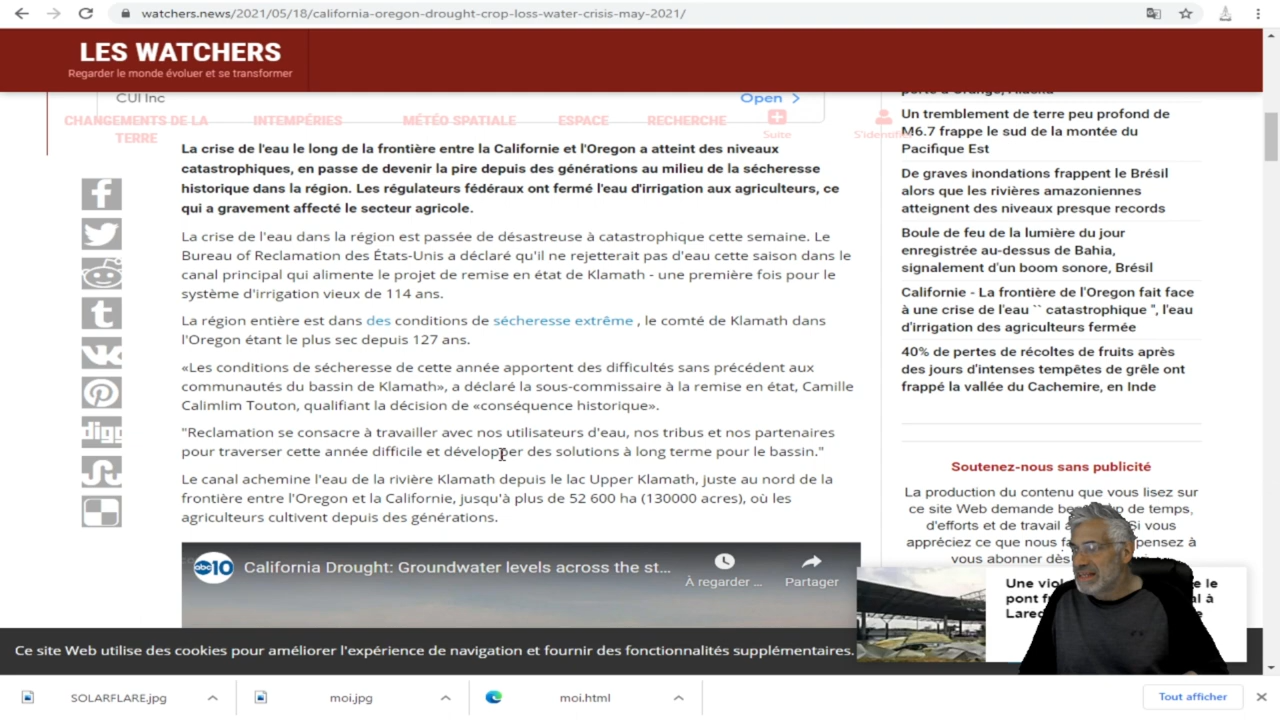 watchers.news/2021/05/18/california-oregon-drought-crop-loss-water-crisis-may-2021/
LES WATCHERS
Regarder le monde évoluer et se transformer
CUI Inc
Open >
CHANGEMENTS DE LA
TERRE
INTEMPÉRIES
MÉTÉO SPATIALE
ESPACE
RECHERCHE
Suite
La crise de l'eau le long de la frontière entre la Californie et l'Oregon a atteint des niveaux
catastrophiques, en passe de devenir la pire depuis des générations au milieu de la sécheresse
historique dans la région. Les régulateurs fédéraux ont fermé l'eau d'irrigation aux agriculteurs, ce
qui a gravement affecté le secteur agricole.
La crise de l'eau dans la région est passée de désastreuse à catastrophique cette semaine. Le
Bureau of Reclamation des États-Unis a déclaré qu'il ne rejetterait pas d'eau cette saison dans le
canal principal qui alimente le projet de remise en état de Klamath - une première fois pour le
système d'irrigation vieux de 114 ans.
La région entière est dans des conditions de sécheresse extrême , le comté de Klamath dans
l'Oregon étant le plus sec depuis 127 ans.
«Les conditions de sécheresse de cette année apportent des difficultés sans précédent aux
communautés du bassin de Klamath», a déclaré la sous-commissaire à la remise en état, Camille
Calimlim Touton, qualifiant la décision de «conséquence historique».
"Reclamation se consacre à travailler avec nos utilisateurs d'eau, nos tribus et nos partenaires
pour traverser cette année difficile et développer des solutions à long terme pour le bassin."
Le canal achemine l'eau de la rivière Klamath depuis le lac Upper Klamath, juste au nord de la
frontière entre l'Oregon et la Californie, jusqu'à plus de 52 600 ha (130000 acres), où les
agriculteurs cultivent depuis des générations.
abc10
California Drought: Groundwater levels across the st...
À regarder ...
Partager
digg
Un tremblement de terre peu profond de
M6.7 frappe le sud de la montée du
Pacifique Est
De graves inondations frappent le Brésil
alors que les rivières amazoniennes
atteignent des niveaux presque records
Boule de feu de la lumière du jour
enregistrée au-dessus de Bahia,
signalement d'un boom sonore, Brésil
Californie - La frontière de l'Oregon fait face
à une crise de l'eau `` catastrophique '', l'eau
d'irrigation des agriculteurs fermée
40% de pertes de récoltes de fruits après
des jours d'intenses tempêtes de grêle ont
frappé la vallée du Cachemire, en Inde
Soutenez-nous sans publicité
La production du contenu que vous lisez sur
ce site Web demande de temps,
d'efforts et de travail Si vous
appréciez ce que nous pensez à
vous abonner
Une le
pont à
Ce site Web utilise des cookies pour améliorer l'expérience de navigation et fournir des fonctionnalités supplémentaires.
SOLARFLARE.jpg
moi.jpg
moi.html
Tout afficher